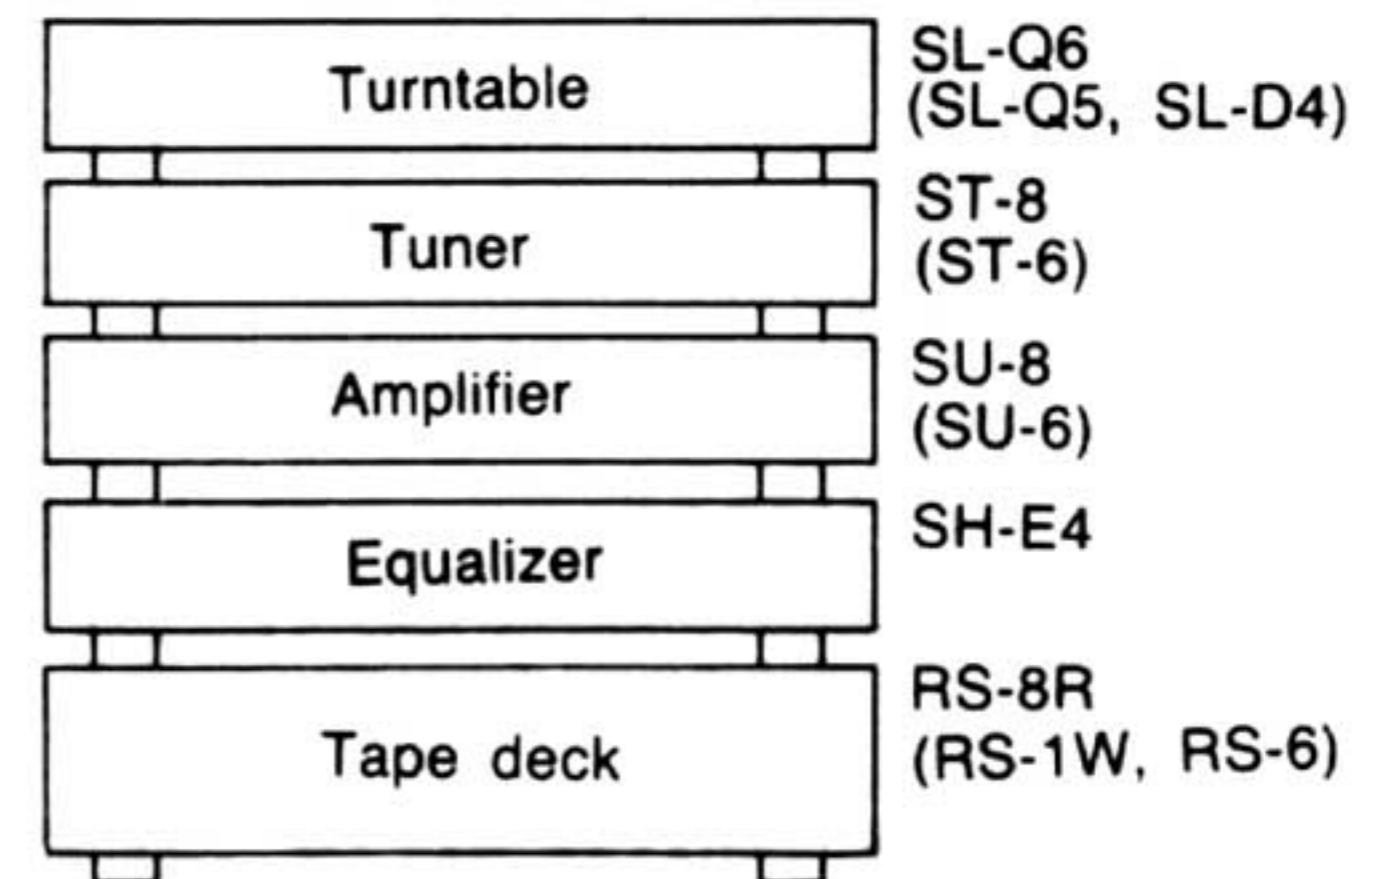 Turntable
SL-Q6
(SL-Q5, SL-D4)
Tuner
ST-8
(ST-6)
Amplifier
SU-8
(SU-6)
Equalizer
SH-E4
Tape deck
RS-8R
(RS-1W, RS-6)